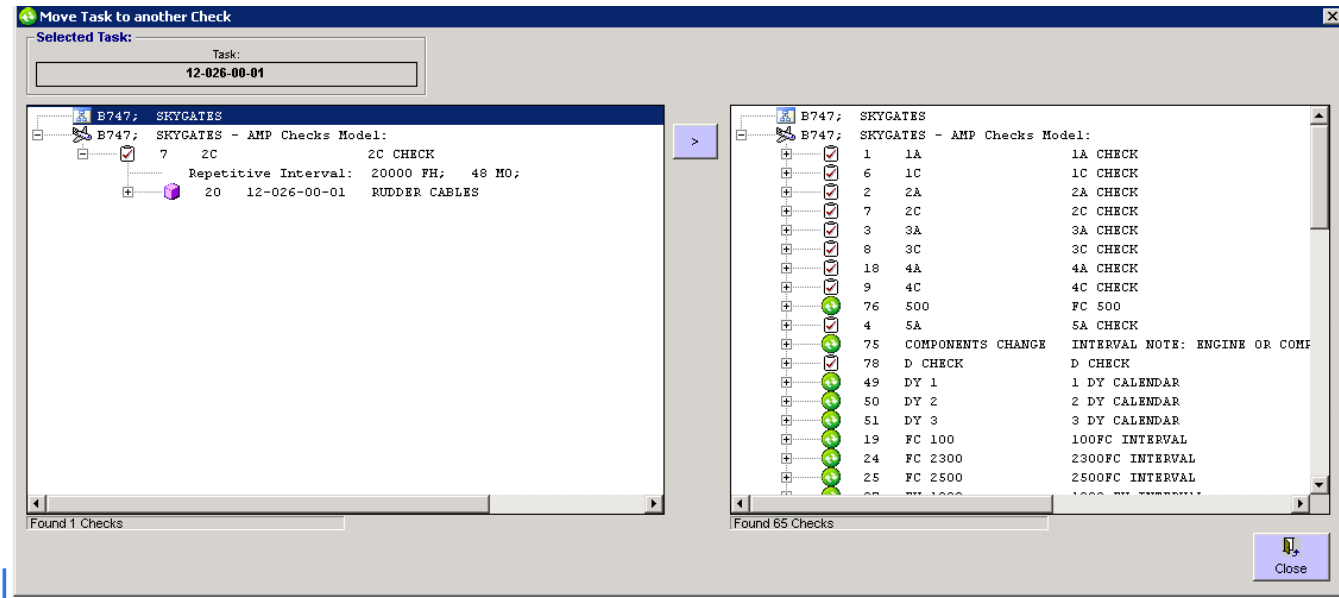 Move Task to another Check
Selected Task:
Task:
12-026-00-01
B747; SKYGATES
B747; SKYGATES - AMP Checks Model:
7 2C 2C CHECK
Repetitive Interval: 20000 FH; 48 MO;
20 12-026-00-01 RUDDER CABLES
Found 1 Checks
>
B747; SKYGATES
B747; SKYGATES - AMP Checks Model:
1 1A 1A CHECK
6 1C 1C CHECK
2 2A 2A CHECK
7 2C 2C CHECK
3 3A 3A CHECK
8 3C 3C CHECK
18 4A 4A CHECK
9 4C 4C CHECK
76 500 FC 500
4 5A 5A CHECK
75 COMPONENTS CHANGE INTERVAL NOTE: ENGINE OR COMP
78 D CHECK D CHECK
49 DY 1 1 DY CALENDAR
50 DY 2 2 DY CALENDAR
51 DY 3 3 DY CALENDAR
19 FC 100 100FC INTERVAL
24 FC 2300 2300FC INTERVAL
25 FC 2500 2500FC INTERVAL
Found 65 Checks
Close